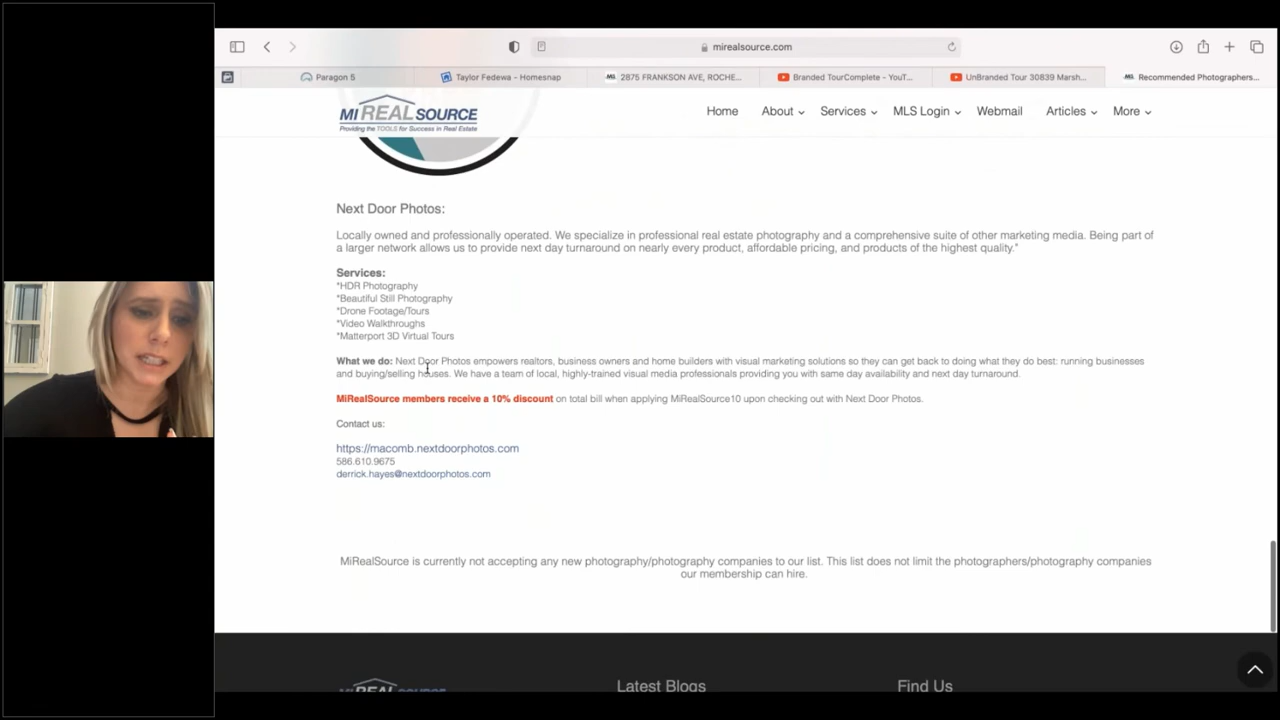 mirealsource.com
Paragon 5
Taylor Fedewa - Homesnap
2875 FRANKSON AVE, ROCHE...
Branded TourComplete - YouT...
UnBranded Tour 30839 Marsh...
Recommended Photographers...
MI REAL SOURCE
Providing the TOOLS for Success in Real Estate
Home
About
Services
MLS Login
Webmail
Articles
More
Next Door Photos:
Locally owned and professionally operated. We specialize in professional real estate photography and a comprehensive suite of other marketing media. Being part of
a larger network allows us to provide next day turnaround on nearly every product, affordable pricing, and products of the highest quality."
Services:
*HDR Photography
*Beautiful Still Photography
*Drone Footage/Tours
*Video Walkthroughs
*Matterport 3D Virtual Tours
What we do: Next Door Photos empowers realtors, business owners and home builders with visual marketing solutions so they can get back to doing what they do best: running businesses
and buying/selling houses. We have a team of local, highly-trained visual media professionals providing you with same day availability and next day turnaround.
MiRealSource members receive a 10% discount on total bill when applying MiRealSource10 upon checking out with Next Door Photos.
Contact us:
https://macomb.nextdoorphotos.com
586.610.9675
derrick.hayes@nextdoorphotos.com
MiRealSource is currently not accepting any new photography/photography companies to our list. This list does not limit the photographers/photography companies
our membership can hire.
MI REAL SOURCE
Latest Blogs
Find Us